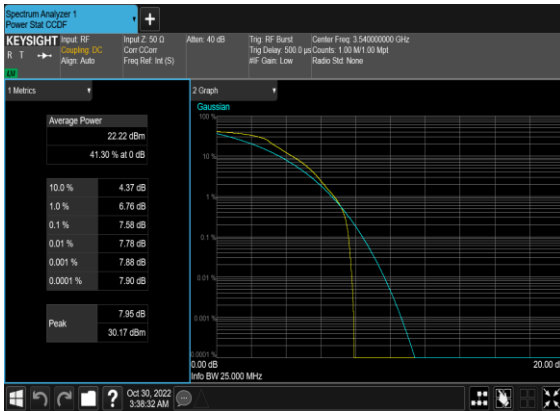 Spectrum Analyzer 1
Power Stat CCDF
+
KEYSIGHT
R T
LXI
Input: RF
Coupling: DC
Align: Auto
Input Z: 50 Ω
Corr CCorr
Freq Ref: Int (S)
Atten: 40 dB
Trig: RF Burst
Trig Delay: 500.0 µs
#IF Gain: Low
Center Freq: 3.540000000 GHz
Counts: 1.00 M/1.00 Mpt
Radio Std: None
1 Metrics
Average Power
22.22 dBm
41.30 % at 0 dB
10.0 % 4.37 dB
1.0 % 6.76 dB
0.1 % 7.58 dB
0.01 % 7.78 dB
0.001 % 7.88 dB
0.0001 % 7.90 dB
Peak
7.95 dB
30.17 dBm
2 Graph
Gaussian
100 %
10 %
1 %
0.1 %
0.01 %
0.001 %
0.0001 %
0.00 dB
20.00 d
Info BW 25.000 MHz
?
Oct 30, 2022
3:38:32 AM